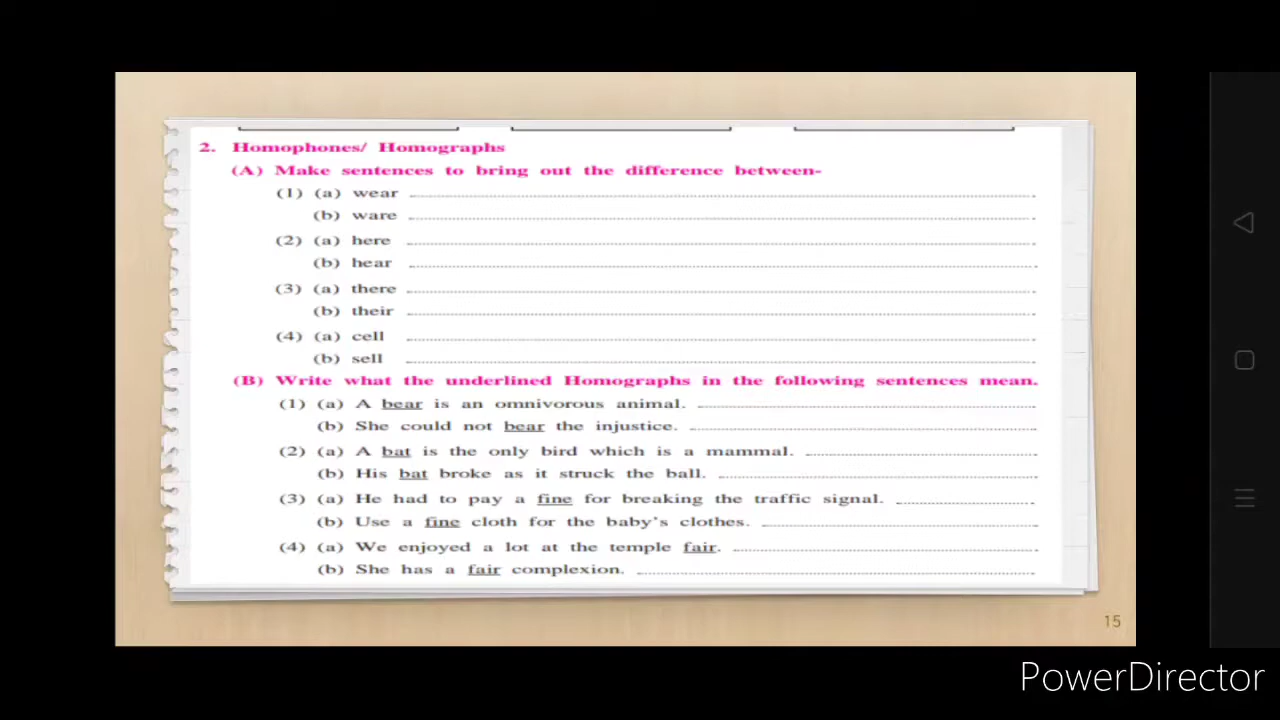 2. Homophones/ Homographs
(A) Make sentences to bring out the difference between-
(1) (a) wear ........................
(b) ware ........................
(2) (a) here ........................
(b) hear ........................
(3) (a) there ........................
(b) their ........................
(4) (a) cell ........................
(b) sell ........................
(B) Write what the underlined Homographs in the following sentences mean.
(1) (a) A bear is an omnivorous animal. ........................
(b) She could not bear the injustice. ........................
(2) (a) A bat is the only bird which is a mammal. ........................
(b) His bat broke as it struck the ball. ........................
(3) (a) He had to pay a fine for breaking the traffic signal. ........................
(b) Use a fine cloth for the baby's clothes. ........................
(4) (a) We enjoyed a lot at the temple fair. ........................
(b) She has a fair complexion. ........................
15
PowerDirector